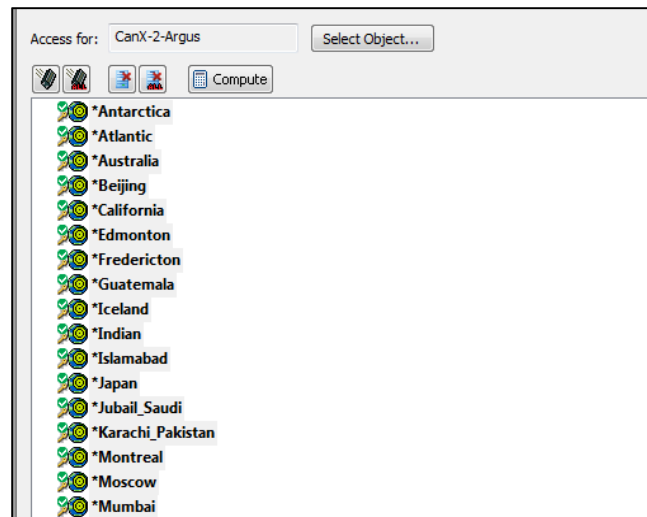 Access for: CanX-2-Argus Select Object...
Compute
*Antarctica
*Atlantic
*Australia
*Beijing
*California
*Edmonton
*Fredericton
*Guatemala
*Iceland
*Indian
*Islamabad
*Japan
*Jubail_Saudi
*Karachi_Pakistan
*Montreal
*Moscow
*Mumbai